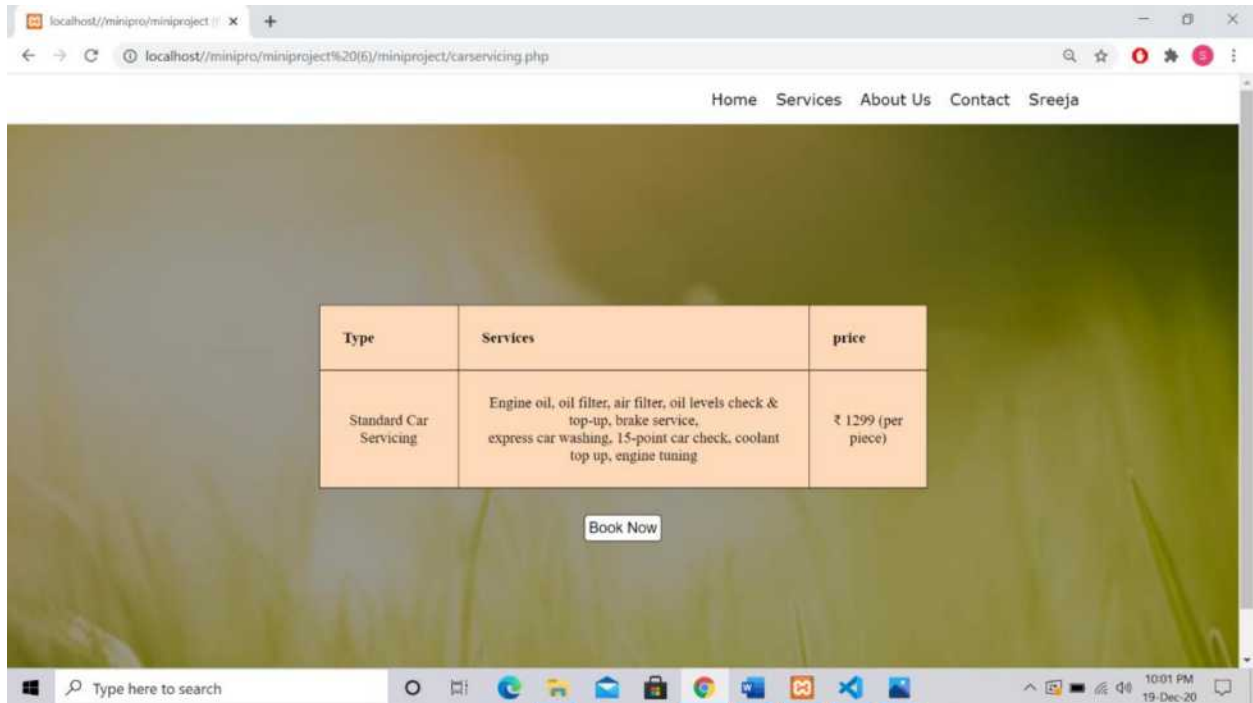 localhost//minipro/miniproject
localhost//minipro/miniproject%20(6)/miniproject/carservicing.php
S
Home Services About Us Contact Sreeja
Type Services price
Standard Car
Servicing
Engine oil, oil filter, air filter, oil levels check &
top-up, brake service,
express car washing, 15-point car check, coolant
top up, engine tuning
₹ 1299 (per
piece)
Book Now
Type here to search
10:01 PM
19-Dec-20